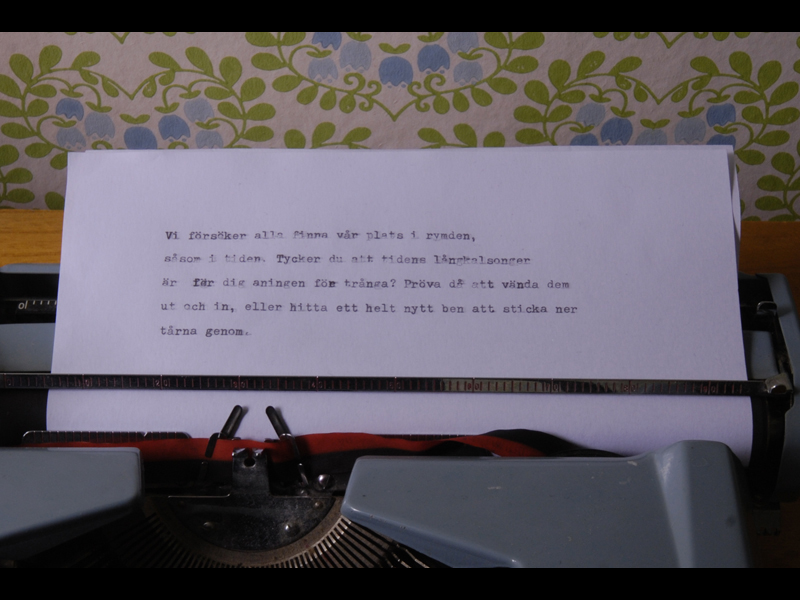 Vi försöker alla finna vår plats i rymden,
såsom i tiden. Tycker du att tidens långkalsonger
är för dig aningen för trånga? Pröva då att vända dem
ut och in, eller hitta ett helt nytt ben att sticka ner
tårna genom.